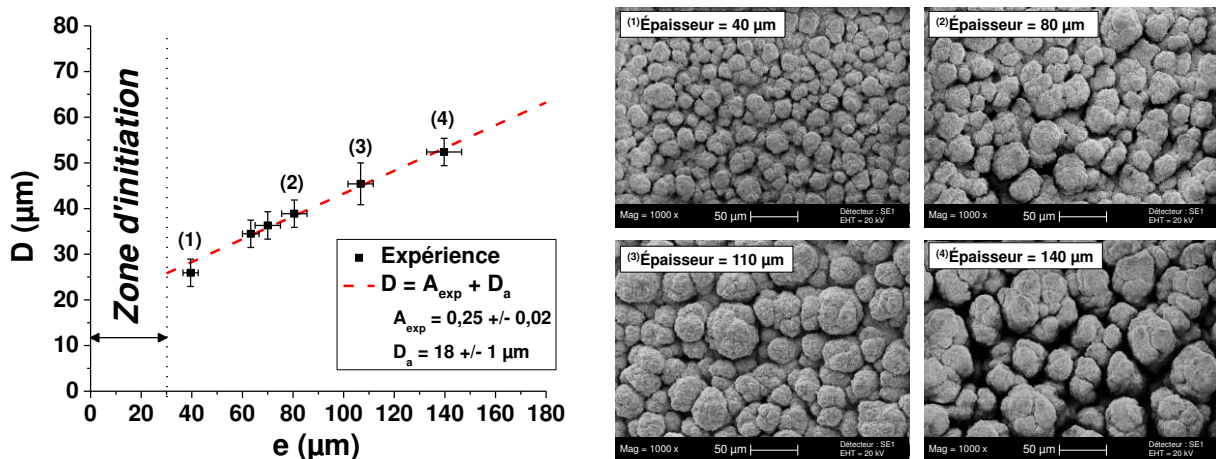 80
70
60
50
40
30
20
10
0
D (µm)
Zone d'initiation
(1)
(2)
(3)
(4)
Expérience
D = A_exp + D_a
A_exp = 0,25 +/- 0,02
D_a = 18 +/- 1 µm
0 20 40 60 80 100 120 140 160 180
e (µm)
(1)Épaisseur = 40 µm
Mag = 1000 x 50 µm Détecteur : SE1
EHT = 20 kV
(2)Épaisseur = 80 µm
Mag = 1000 x 50 µm Détecteur : SE1
EHT = 20 kV
(3)Épaisseur = 110 µm
Mag = 1000 x 50 µm Détecteur : SE1
EHT = 20 kV
(4)Épaisseur = 140 µm
Mag = 1000 x 50 µm Détecteur : SE1
EHT = 20 kV